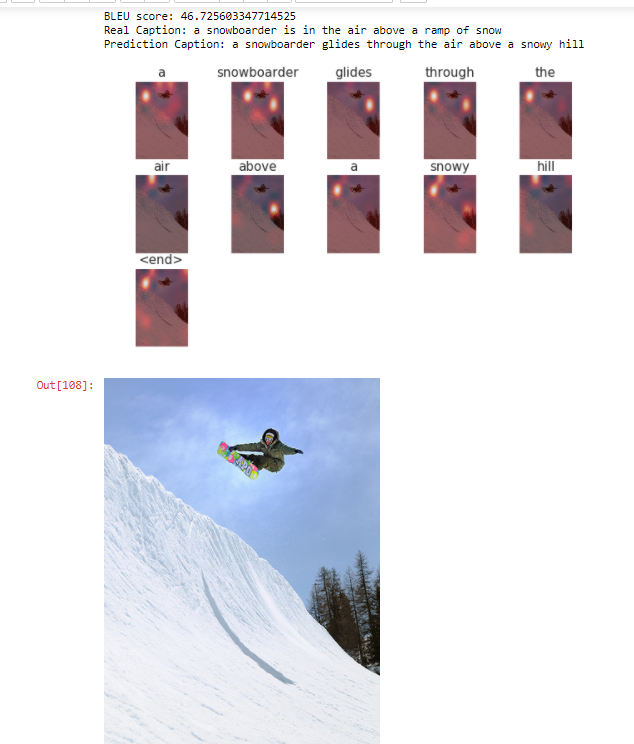 BLEU score: 46.725603347714525
Real Caption: a snowboarder is in the air above a ramp of snow
Prediction Caption: a snowboarder glides through the air above a snowy hill
a snowboarder glides through the
air above a snowy hill
<end>
Out[108]: